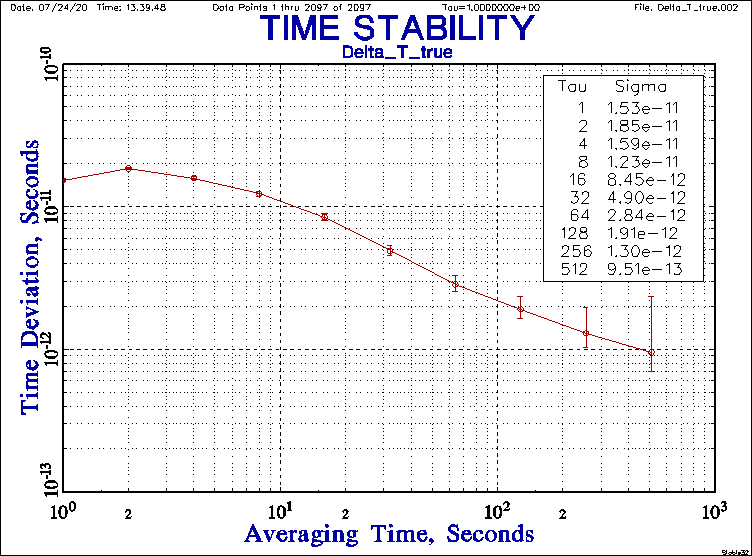 Date: 07/24/20 Time: 13:39:48 Data Points 1 thru 2097 of 2097 Tau=1.0000000e+00 File: Delta_T_true.002
TIME STABILITY
Delta_T_true
10-10
10-11
10-12
10-13
Time Deviation, Seconds
Tau Sigma
1 1.53e-11
2 1.85e-11
4 1.59e-11
8 1.23e-11
16 8.45e-12
32 4.90e-12
64 2.84e-12
128 1.91e-12
256 1.30e-12
512 9.51e-13
100 2 101 2 102 2 103
Averaging Time, Seconds
Stable32